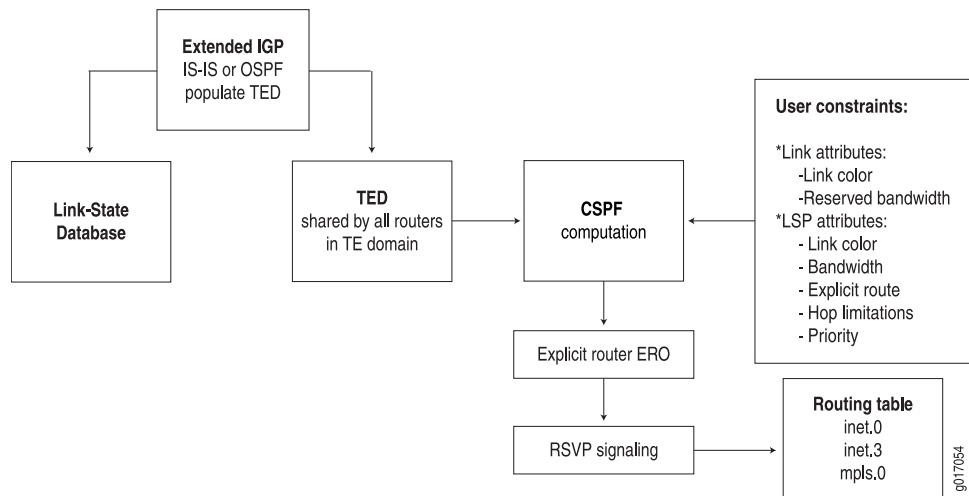 Extended IGP
IS-IS or OSPF
populate TED
Link-State
Database
TED
shared by all routers
in TE domain
CSPF
computation
User constraints:
*Link attributes:
-Link color
-Reserved bandwidth
*LSP attributes:
- Link color
- Bandwidth
- Explicit route
- Hop limitations
- Priority
Explicit router ERO
RSVP signaling
Routing table
inet.0
inet.3
mpls.0
g017054